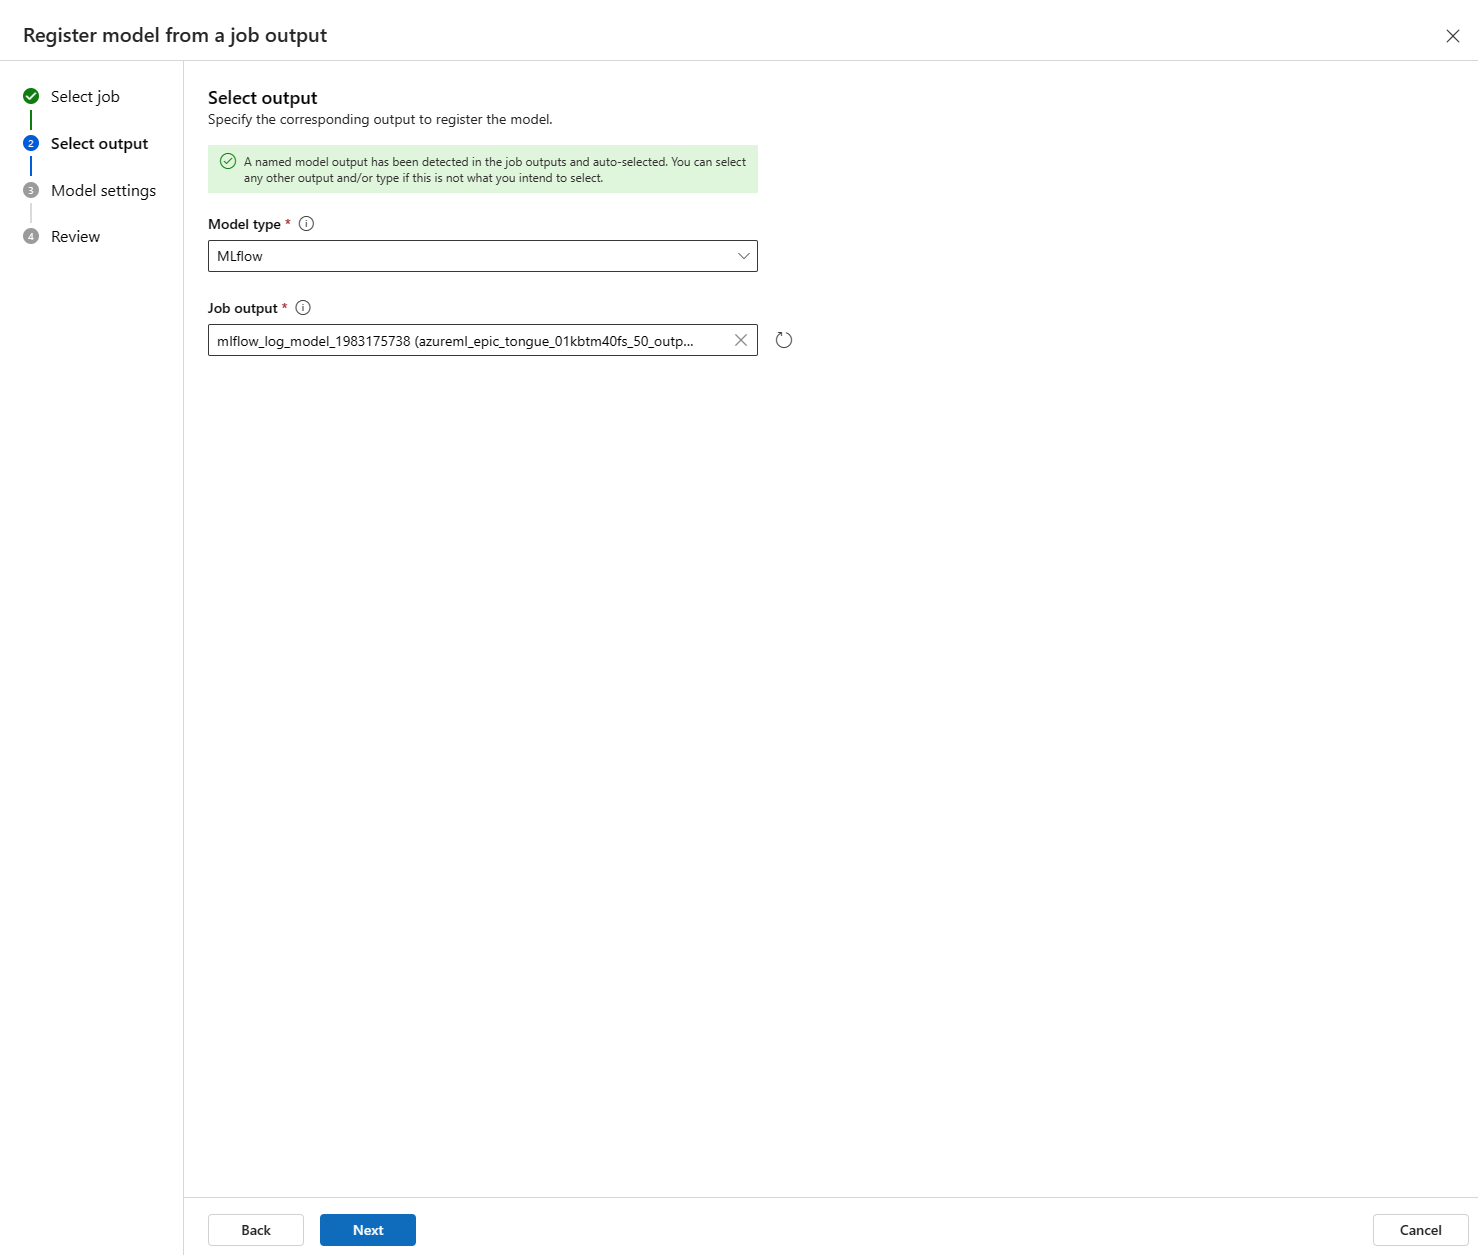 Register model from a job output
Select job
2 Select output
3 Model settings
4 Review
Select output
Specify the corresponding output to register the model.
A named model output has been detected in the job outputs and auto-selected. You can select
any other output and/or type if this is not what you intend to select.
Model type *
MLflow
Job output *
mlflow_log_model_1983175738 (azureml_epic_tongue_01kbtm40fs_50_outp...
Back
Next
Cancel